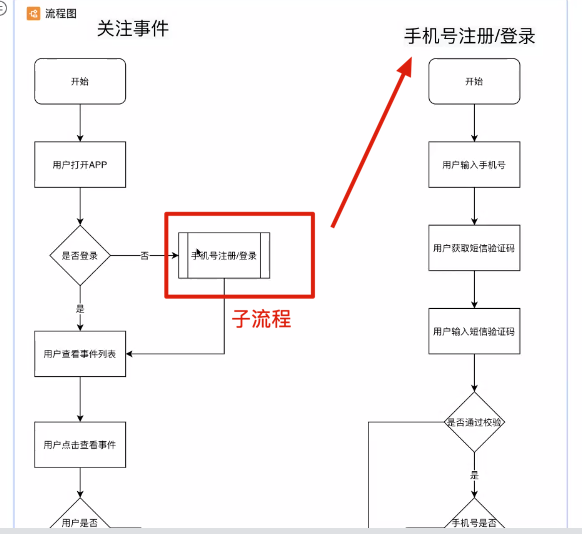 流程图
关注事件
手机号注册/登录
开始
用户打开APP
是否登录
否
手机号注册/登录
子流程
是
用户查看事件列表
用户点击查看事件
用户是否
开始
用户输入手机号
用户获取短信验证码
用户输入短信验证码
是否通过校验
是
手机号是否